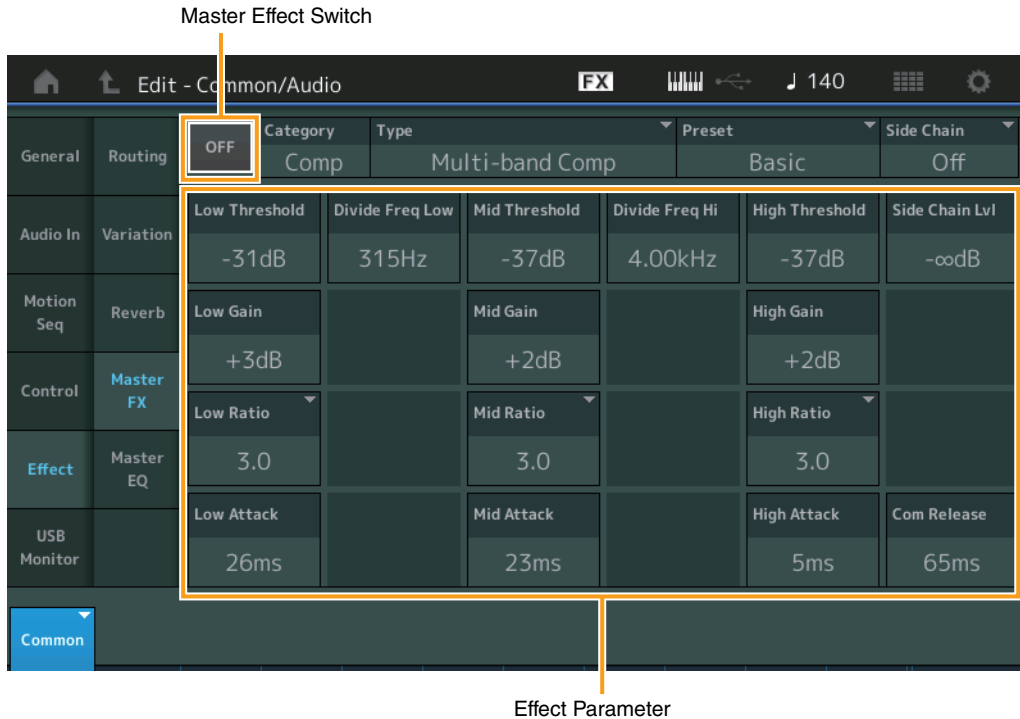 Master Effect Switch
Edit - Common/Audio
FX
♩ 140
General
Routing
OFF
Category
Comp
Type
Multi-band Comp
Preset
Basic
Side Chain
Off
Audio In
Variation
Low Threshold
-31dB
Divide Freq Low
315Hz
Mid Threshold
-37dB
Divide Freq Hi
4.00kHz
High Threshold
-37dB
Side Chain Lvl
-∞dB
Motion
Seq
Reverb
Low Gain
+3dB
Mid Gain
+2dB
High Gain
+2dB
Control
Master
FX
Low Ratio
3.0
Mid Ratio
3.0
High Ratio
3.0
Effect
Master
EQ
Low Attack
26ms
Mid Attack
23ms
High Attack
5ms
Com Release
65ms
USB
Monitor
Common
Effect Parameter